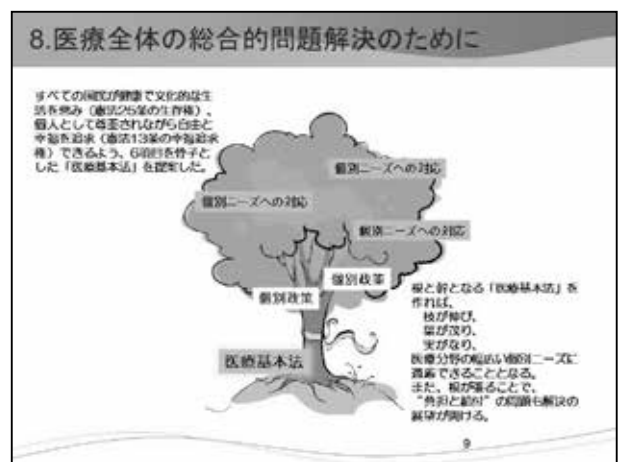 8.医療全体の総合的問題解決のために
すべての国民が健康で文化的な生
活を営み（憲法25条の生存権）、
個人として尊重されながら自由と
幸福を追求（憲法13条の幸福追求
権）できるよう、6項目を骨子と
した「医療基本法」を提案した。
個別ニーズへの対応
個別ニーズへの対応
個別ニーズへの対応
個別政策
個別政策
医療基本法
根と幹となる「医療基本法」を
作れば、
枝が伸び、
葉が茂り、
実がなり、
医療分野の幅広い個別ニーズに
適応できることとなる。
また、根が張ることで、
“負担と給付”の問題も解決の
展望が開ける。
9